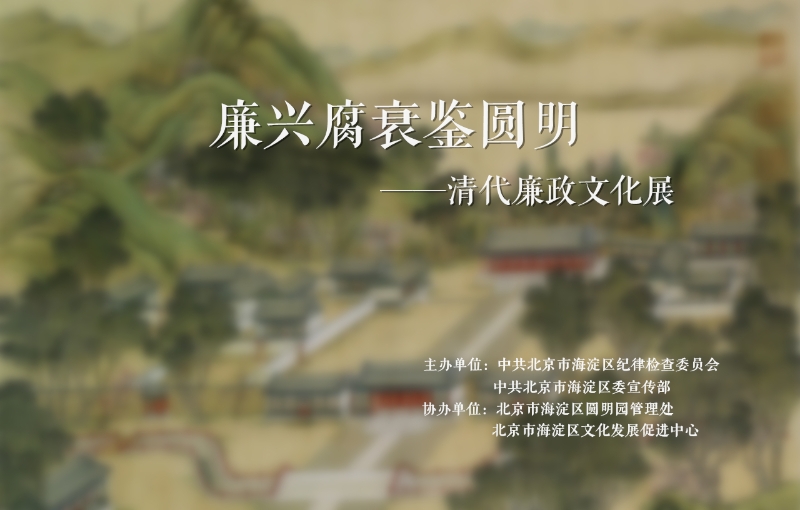 廉兴腐衰鉴圆明
——清代廉政文化展
主办单位：中共北京市海淀区纪律检查委员会
中共北京市海淀区委宣传部
协办单位：北京市海淀区圆明园管理处
北京市海淀区文化发展促进中心